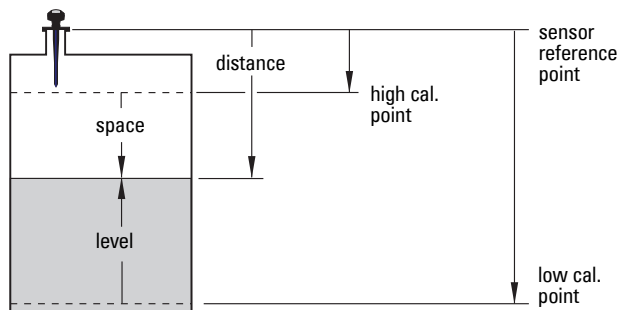 sensor
reference
point
distance
high cal.
point
space
level
low cal.
point